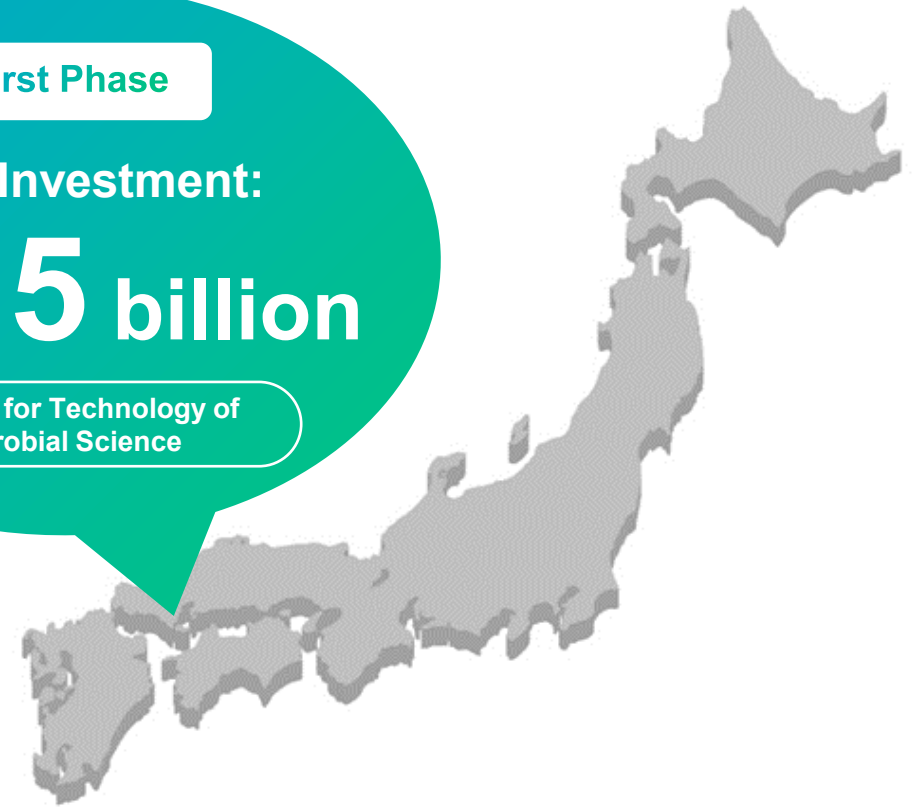 rst Phase
Investment:
5 billion
for Technology of
robial Science